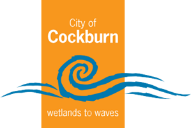 City of
Cockburn
wetlands to waves